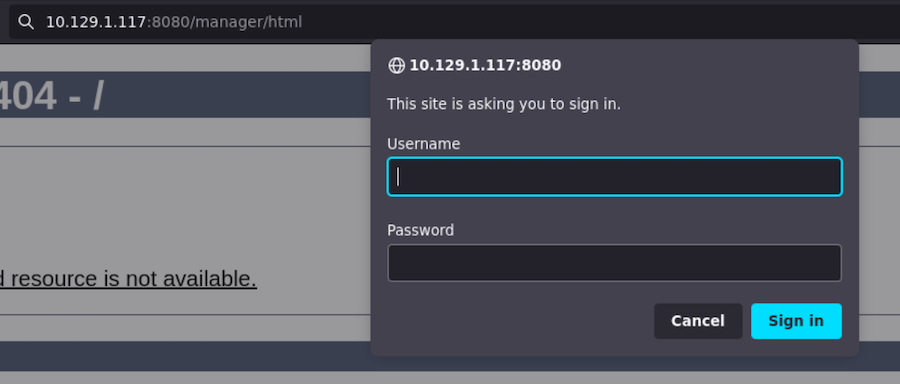 10.129.1.117:8080/manager/html
10.129.1.117:8080
404 - /
This site is asking you to sign in.
Username
Password
resource is not available.
Cancel
Sign in